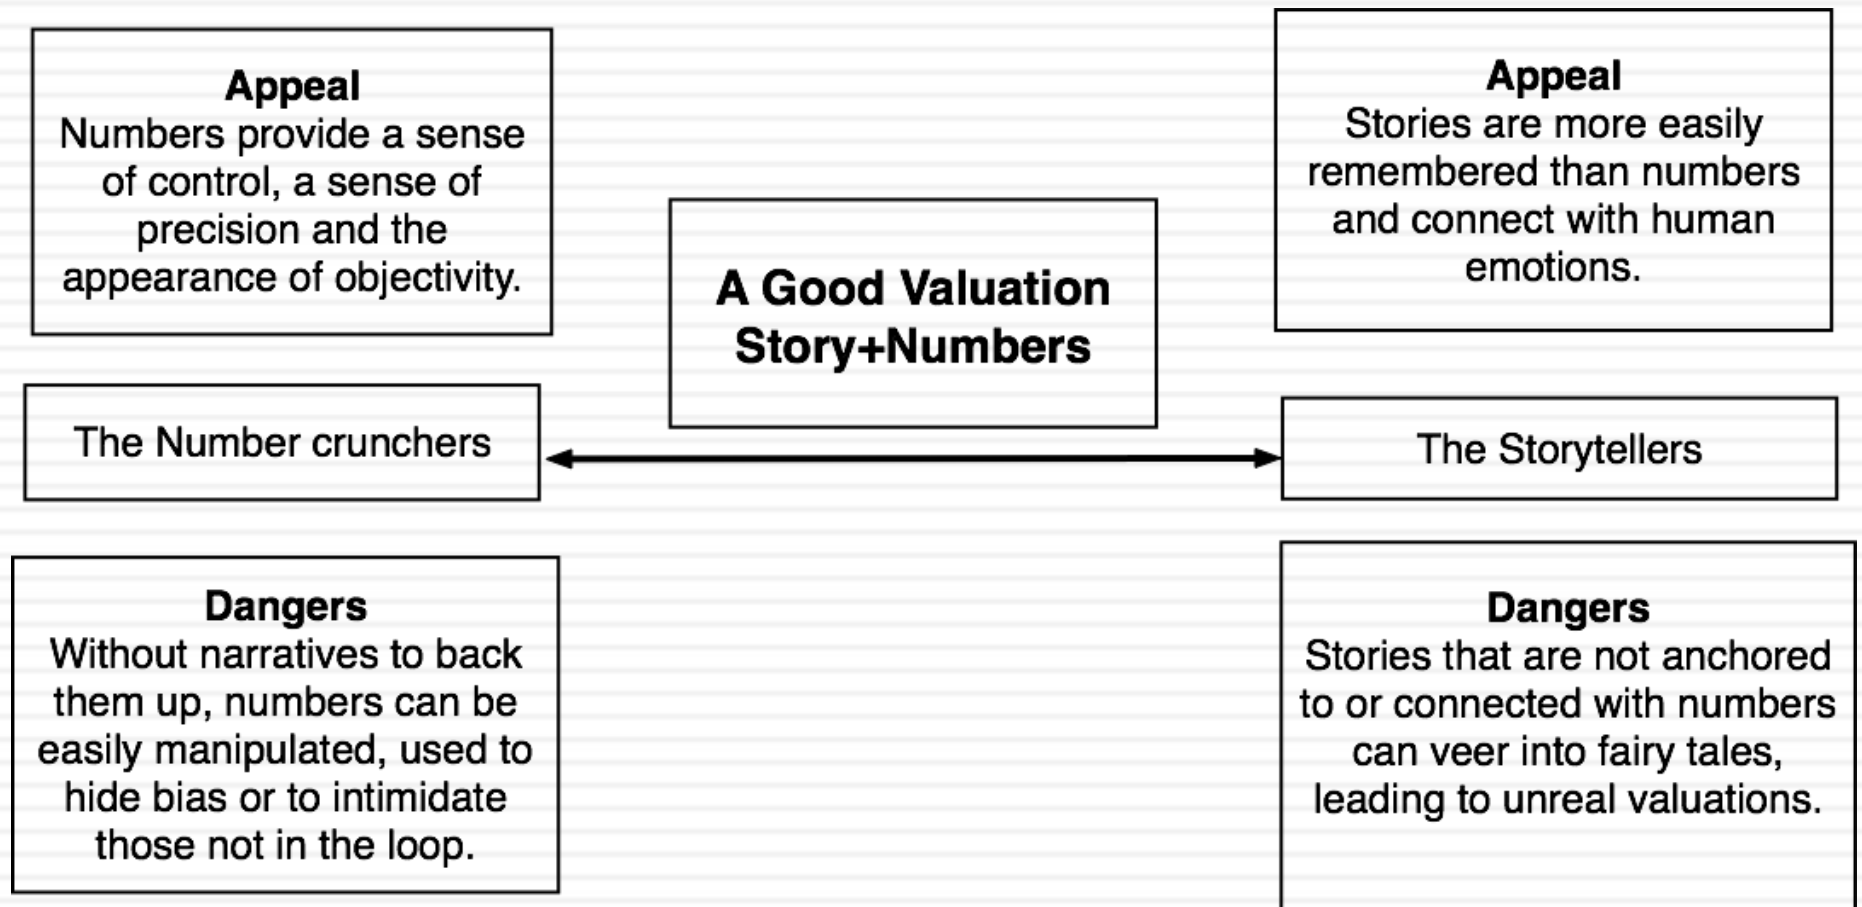 Appeal
Numbers provide a sense
of control, a sense of
precision and the
appearance of objectivity.
The Number crunchers
Dangers
Without narratives to back
them up, numbers can be
easily manipulated, used to
hide bias or to intimidate
those not in the loop.
A Good Valuation
Story+Numbers
Appeal
Stories are more easily
remembered than numbers
and connect with human
emotions.
The Storytellers
Dangers
Stories that are not anchored
to or connected with numbers
can veer into fairy tales,
leading to unreal valuations.